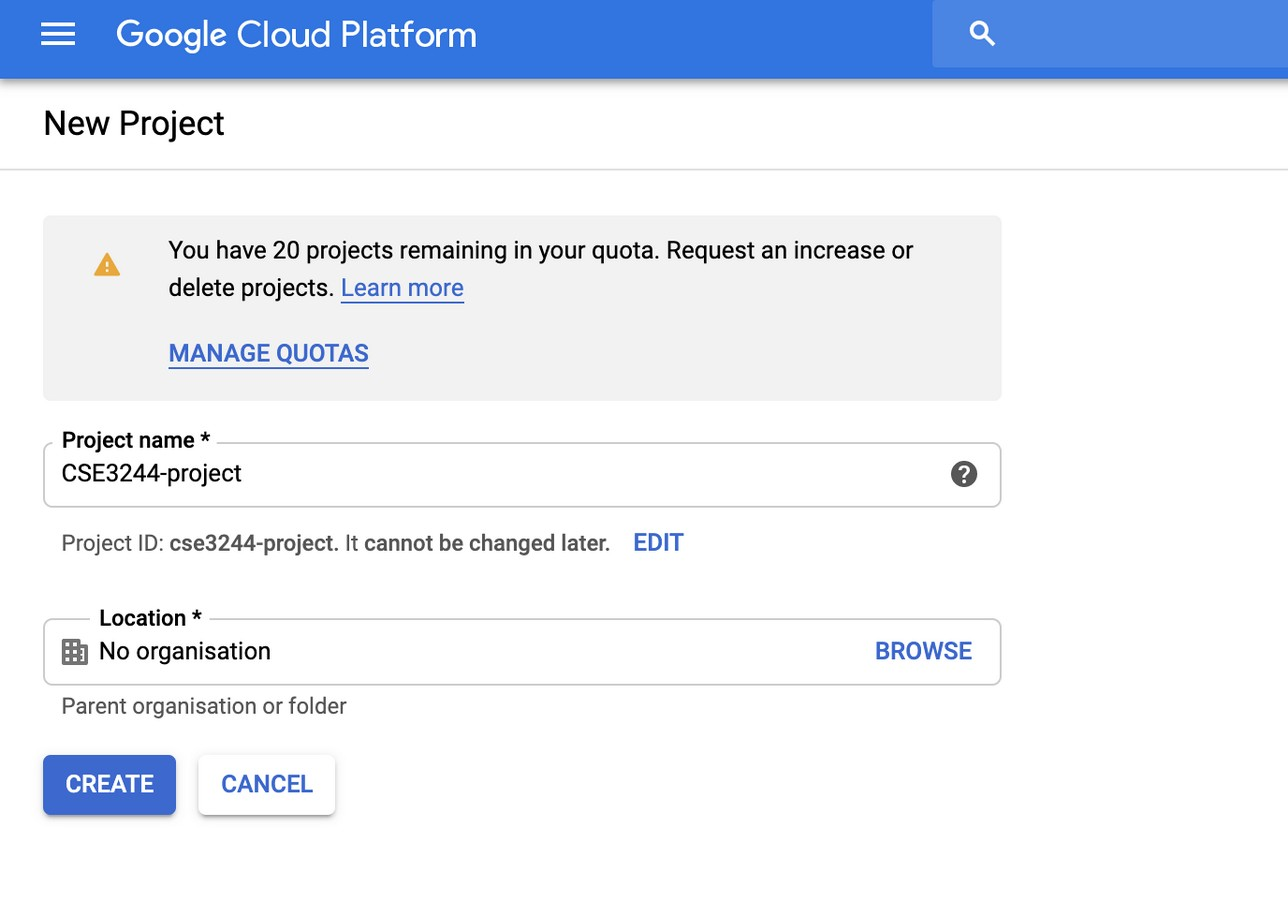 Google Cloud Platform
New Project
You have 20 projects remaining in your quota. Request an increase or
delete projects. Learn more
MANAGE QUOTAS
Project name *
CSE3244-project
Project ID: cse3244-project. It cannot be changed later. EDIT
Location *
No organisation BROWSE
Parent organisation or folder
CREATE CANCEL